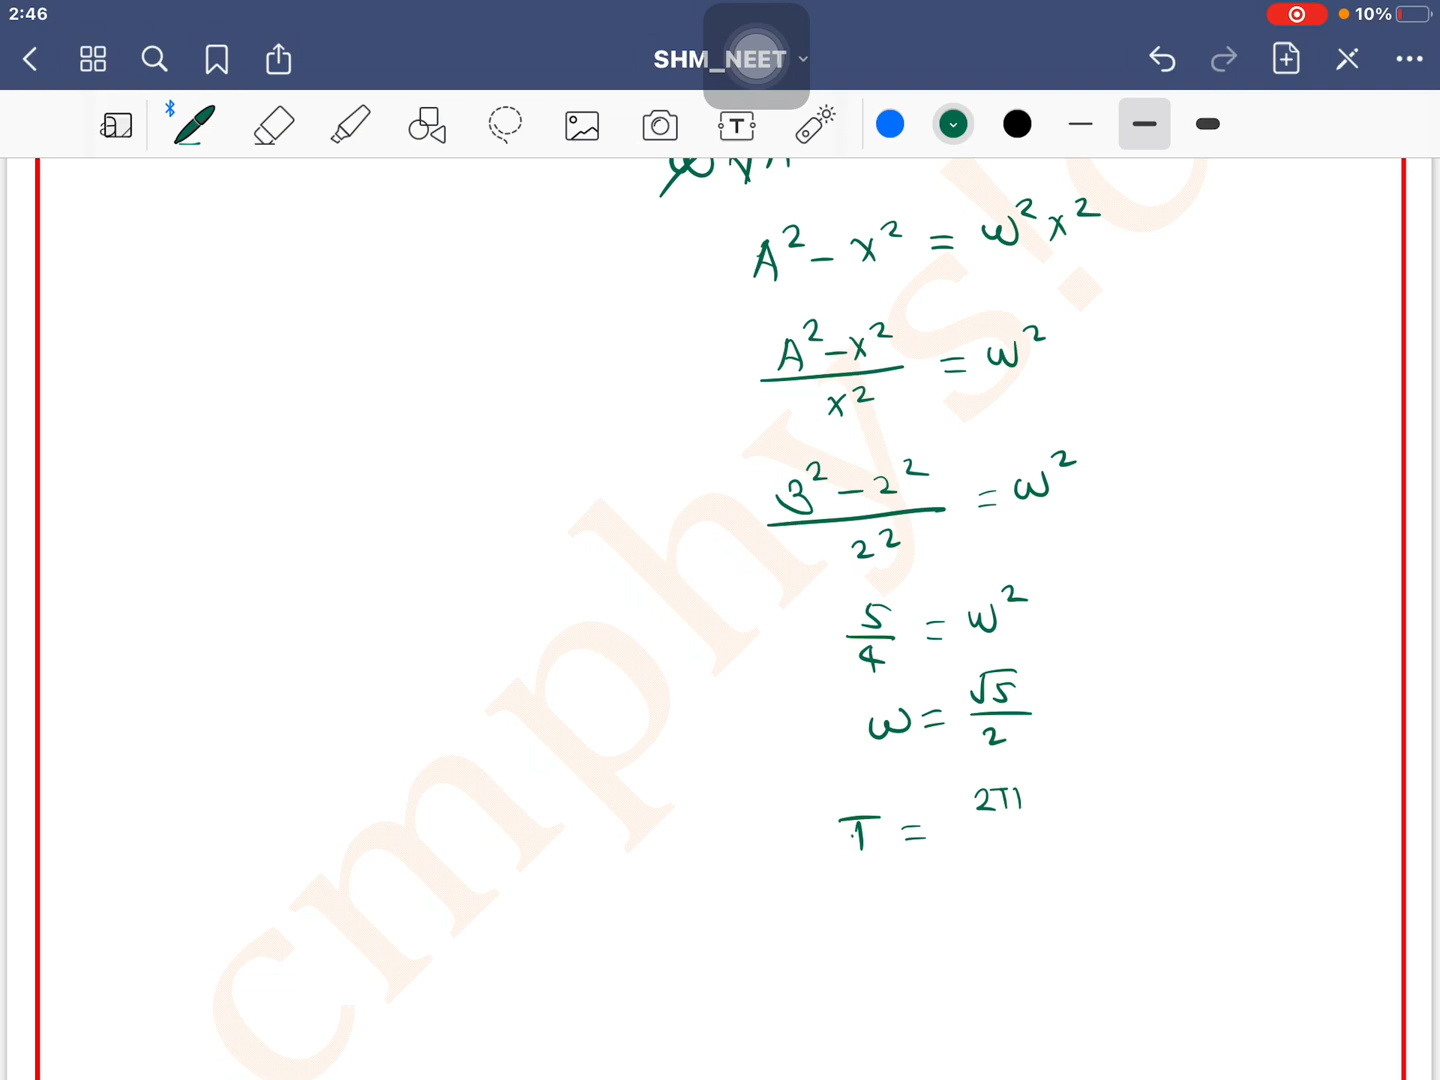 2:46
10%
SHM_NEET
A² - x² = ω²x²
A² - x² / x² = ω²
3² - 2² / 2² = ω²
5/4 = ω²
ω = √5/2
T = 2π
cmphys!c